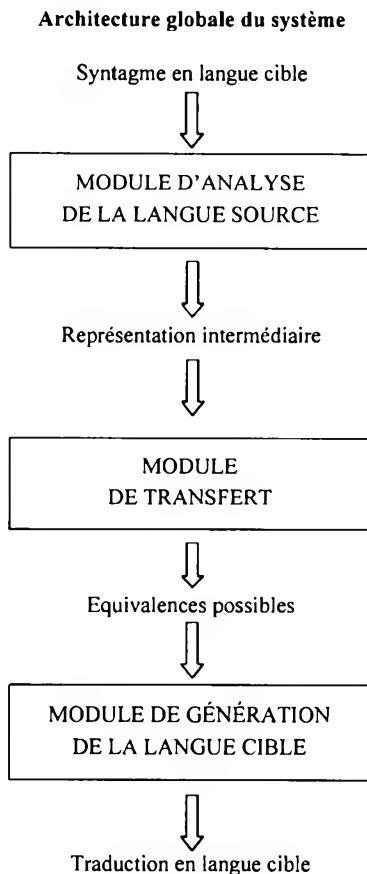 Architecture globale du système
Syntagme en langue cible
MODULE D'ANALYSE
DE LA LANGUE SOURCE
Représentation intermédiaire
MODULE
DE TRANSFERT
Equivalences possibles
MODULE DE GÉNÉRATION
DE LA LANGUE CIBLE
Traduction en langue cible